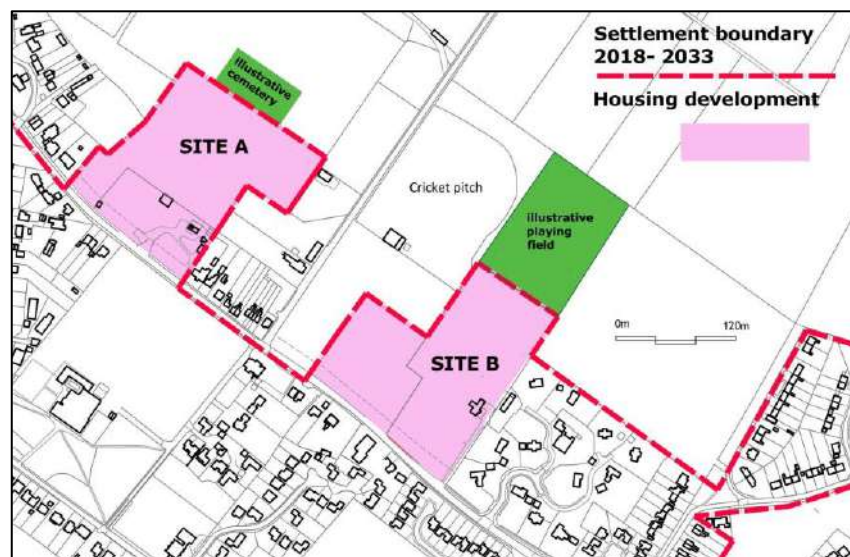 Settlement boundary
2018- 2033
Housing development
illustrative
cemetery
SITE A
Cricket pitch
illustrative
playing
field
0m 120m
SITE B